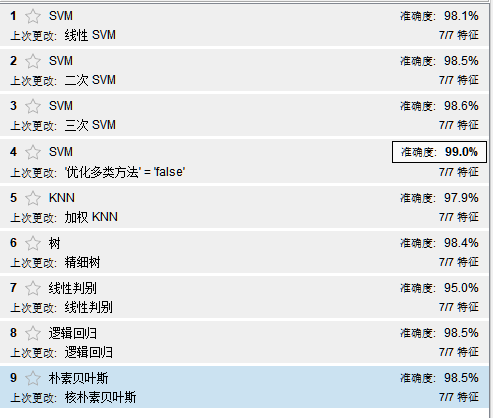 1 SVM 准确度: 98.1%
上次更改: 线性 SVM 7/7 特征
2 SVM 准确度: 98.5%
上次更改: 二次 SVM 7/7 特征
3 SVM 准确度: 98.6%
上次更改: 三次 SVM 7/7 特征
4 SVM 准确度: 99.0%
上次更改: '优化多类方法' = 'false' 7/7 特征
5 KNN 准确度: 97.9%
上次更改: 加权 KNN 7/7 特征
6 树 准确度: 98.4%
上次更改: 精细树 7/7 特征
7 线性判别 准确度: 95.0%
上次更改: 线性判别 7/7 特征
8 逻辑回归 准确度: 98.5%
上次更改: 逻辑回归 7/7 特征
9 朴素贝叶斯 准确度: 98.5%
上次更改: 核朴素贝叶斯 7/7 特征